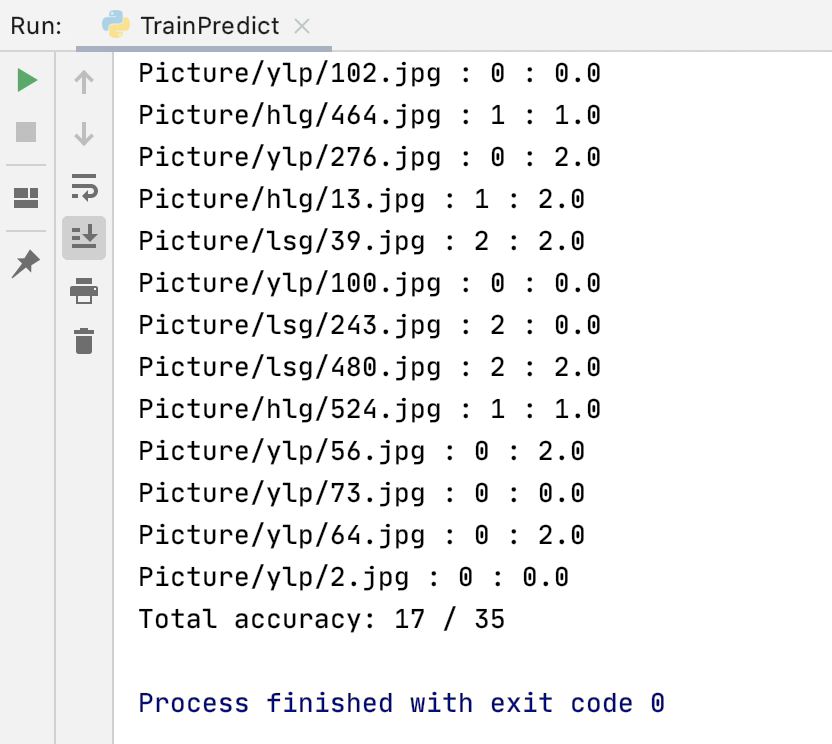 Run: TrainPredict
Picture/ylp/102.jpg : 0 : 0.0
Picture/hlg/464.jpg : 1 : 1.0
Picture/ylp/276.jpg : 0 : 2.0
Picture/hlg/13.jpg : 1 : 2.0
Picture/lsg/39.jpg : 2 : 2.0
Picture/ylp/100.jpg : 0 : 0.0
Picture/lsg/243.jpg : 2 : 0.0
Picture/lsg/480.jpg : 2 : 2.0
Picture/hlg/524.jpg : 1 : 1.0
Picture/ylp/56.jpg : 0 : 2.0
Picture/ylp/73.jpg : 0 : 0.0
Picture/ylp/64.jpg : 0 : 2.0
Picture/ylp/2.jpg : 0 : 0.0
Total accuracy: 17 / 35
Process finished with exit code 0